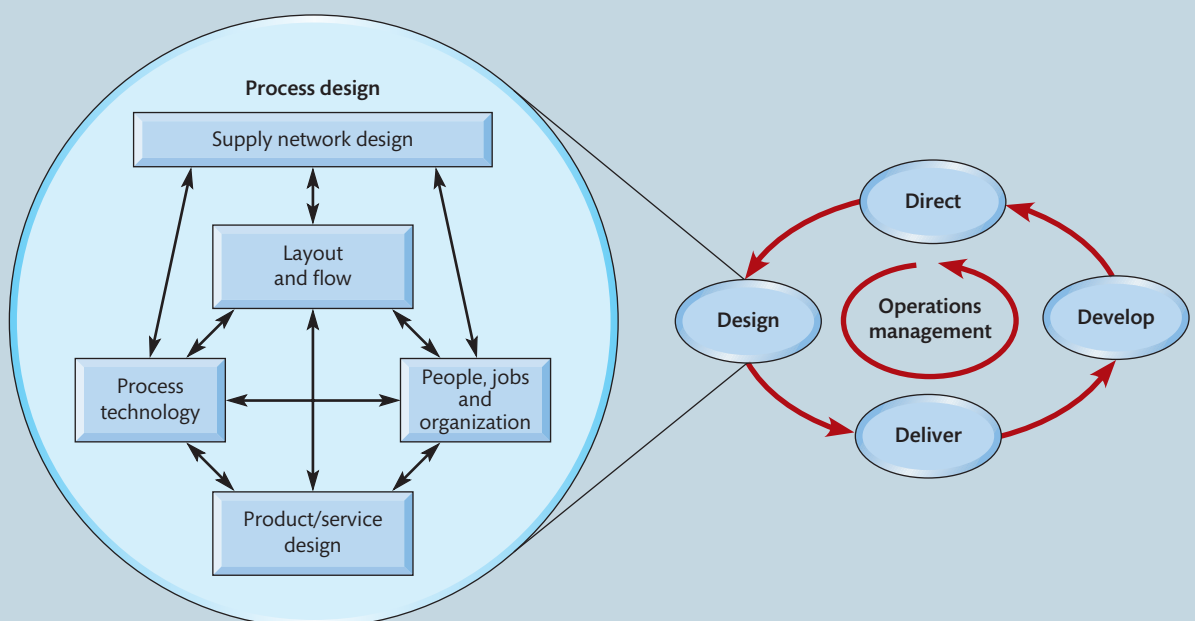 Process design
Supply network design
Layout
and flow
Process
technology
People, jobs
and
organization
Product/service
design
Direct
Design
Operations
management
Develop
Deliver